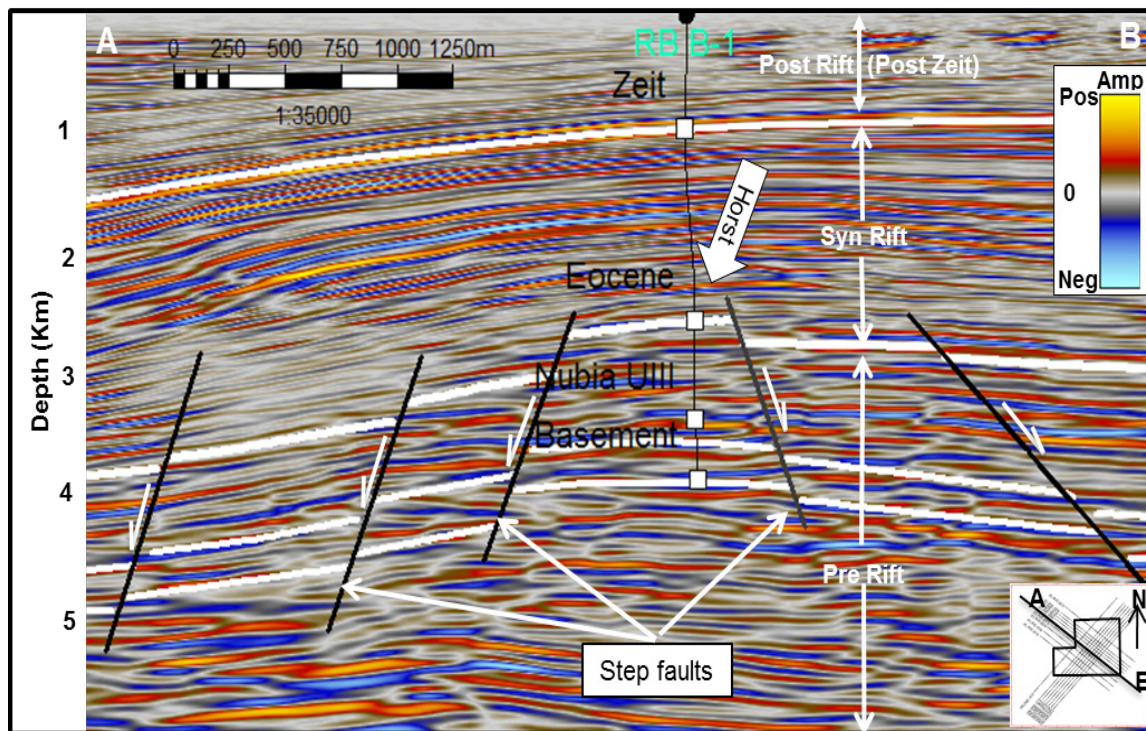 A
B
0 250 500 750 1000 1250m
1:35000
RB B-1
Zeit
Post Rift (Post Zeit)
Amp
Pos
0
Neg
1
2
3
4
5
Depth (Km)
Horst
Syn Rift
Eocene
Nubia UIII
Basement
Pre Rift
Step faults
A
N
B